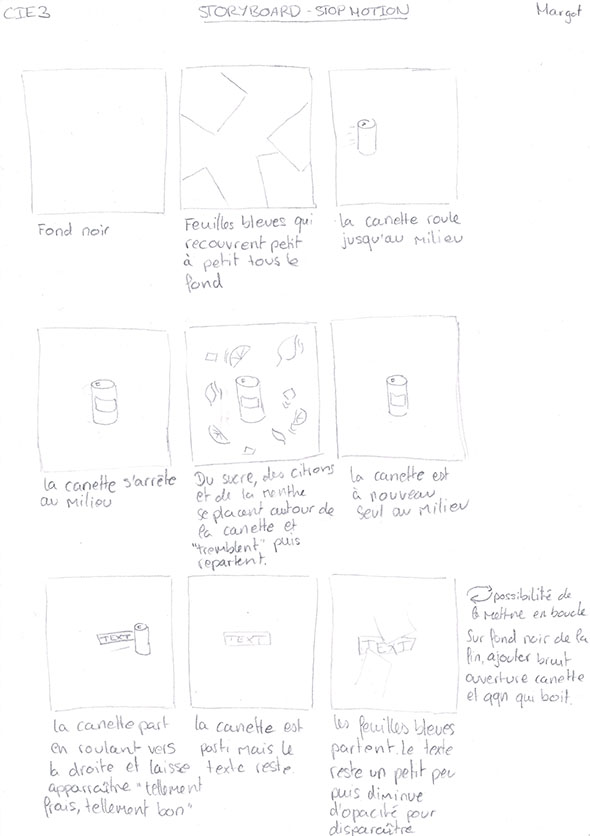 CIE3
STORYBOARD - STOP MOTION
Margot
Fond noir
Feuilles bleues qui
recouvrent petit
à petit tous le
fond
la canette roule
jusqu'au milieu
la canette s'arrête
au milieu
Du sucre, des citrons
et de la menthe
se placent autour de
la canette et
"tremblent" puis
repartent.
la canette est
à nouveau
seul au milieu
TEXT
la canette part
en roulant vers
la droite et laisse
apparraître "tellement
frais, tellement bon"
TEXT
la canette est
parti mais le
texte reste.
TEXT
les feuilles bleues
partent. le texte
reste un petit peu
puis diminue
d'opacité pour
disparaître
possibilité de
le mettre en boucle
Sur fond noir de la
fin, ajouter bruit
ouverture canette
et qqn qui boit.